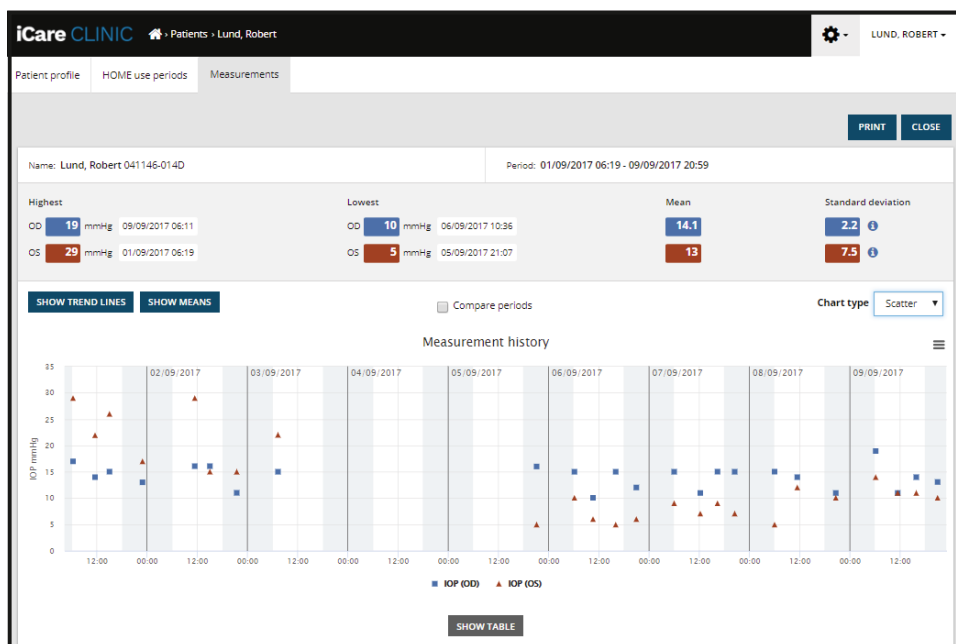 iCare CLINIC › Patients › Lund, Robert LUND, ROBERT
Patient profile HOME use periods Measurements
PRINT CLOSE
Name: Lund, Robert 041146-014D Period: 01/09/2017 06:19 - 09/09/2017 20:59
Highest Lowest Mean Standard deviation
OD 19 mmHg 09/09/2017 06:11 OD 10 mmHg 06/09/2017 10:36 14.1 2.2
OS 29 mmHg 01/09/2017 06:19 OS 5 mmHg 05/09/2017 21:07 13 7.5
SHOW TREND LINES SHOW MEANS Compare periods Chart type Scatter
Measurement history
35 02/09/2017 03/09/2017 04/09/2017 05/09/2017 06/09/2017 07/09/2017 08/09/2017 09/09/2017
30
25
20
15
10
5
0
IOP mmHg
12:00 00:00 12:00 00:00 12:00 00:00 12:00 00:00 12:00 00:00 12:00 00:00 12:00 00:00 12:00 00:00 12:00
IOP (OD) IOP (OS)
SHOW TABLE